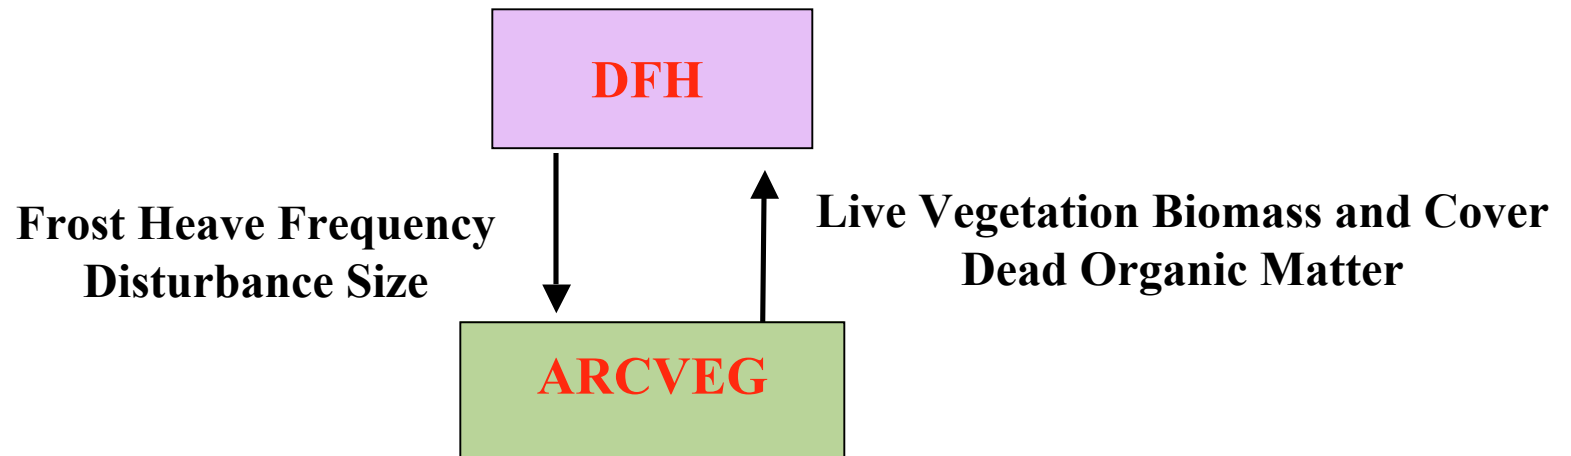 DFH
Frost Heave Frequency
Disturbance Size
Live Vegetation Biomass and Cover
Dead Organic Matter
ARCVEG